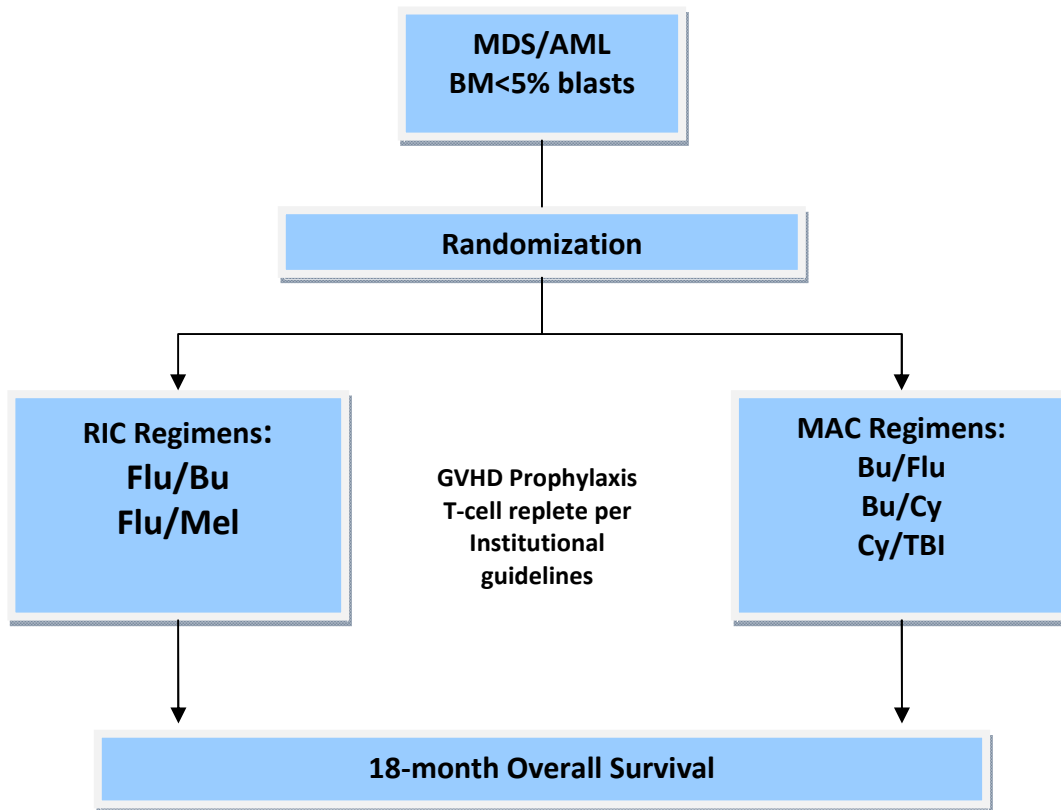 MDS/AML
BM<5% blasts
Randomization
RIC Regimens:
Flu/Bu
Flu/Mel
GVHD Prophylaxis
T-cell replete per
Institutional
guidelines
MAC Regimens:
Bu/Flu
Bu/Cy
Cy/TBI
18-month Overall Survival